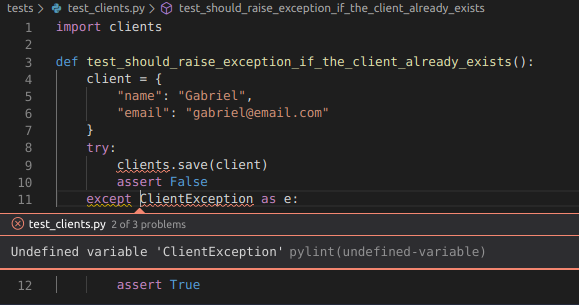 tests > test_clients.py > test_should_raise_exception_if_the_client_already_exists
1 import clients
2
3 def test_should_raise_exception_if_the_client_already_exists():
4 client = {
5 "name": "Gabriel",
6 "email": "gabriel@email.com"
7 }
8 try:
9 clients.save(client)
10 assert False
11 except ClientException as e:
test_clients.py 2 of 3 problems
Undefined variable 'ClientException' pylint(undefined-variable)
12 assert True